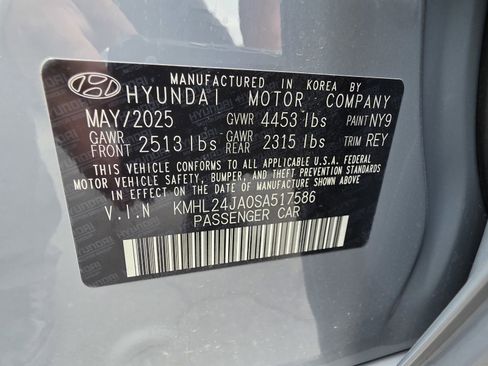 MANUFACTURED IN KOREA BY
HYUNDAI MOTOR COMPANY
MAY/2025 GVWR 4453 lbs PAINT NY9
GAWR FRONT 2513 lbs GAWR REAR 2315 lbs TRIM REY
THIS VEHICLE CONFORMS TO ALL APPLICABLE U.S.A. FEDERAL
MOTOR VEHICLE SAFETY, BUMPER, AND THEFT PREVENTION STANDARDS
IN EFFECT ON THE DATE OF MANUFACTURE SHOWN ABOVE.
V.I.N KMHL24JA0SA517586
PASSENGER CAR